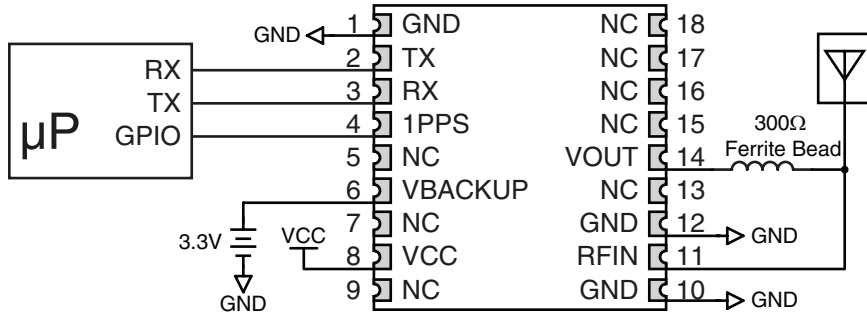 GND
1 GND NC 18
RX 2 TX NC 17
TX 3 RX NC 16
µP GPIO 4 1PPS NC 15
300Ω
Ferrite Bead
5 NC VOUT 14
6 VBACKUP NC 13
3.3V VCC 7 NC GND 12 GND
8 VCC RFIN 11
GND 9 NC GND 10 GND